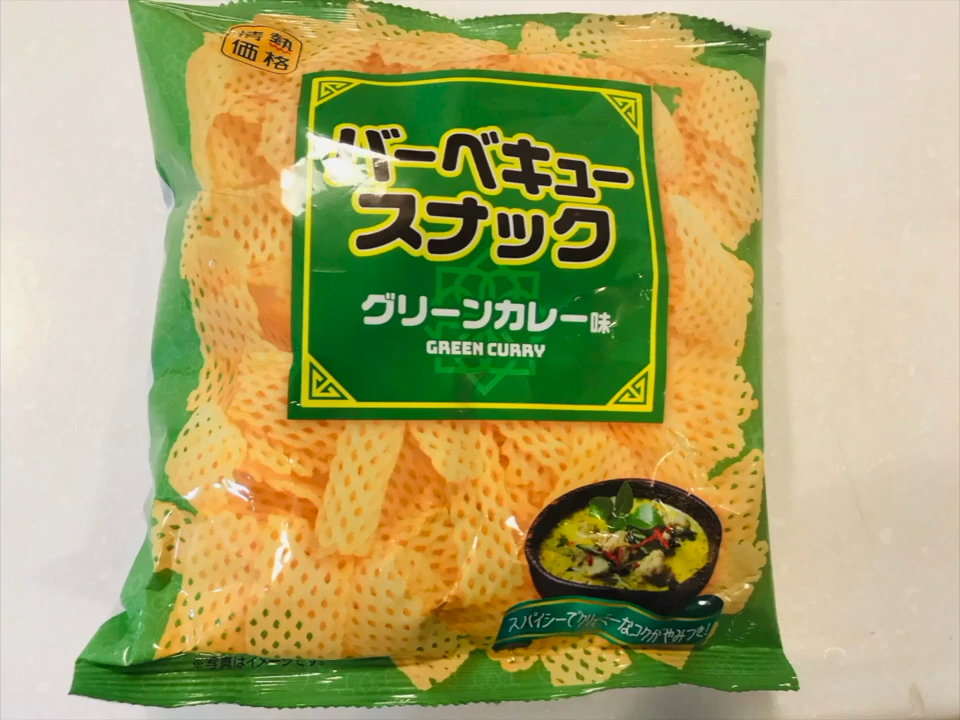 情熱
価格
バーベキュー
スナック
グリーンカレー味
GREEN CURRY
スパイシーでクリーミーなコクがやみつき!
※写真はイメージです。